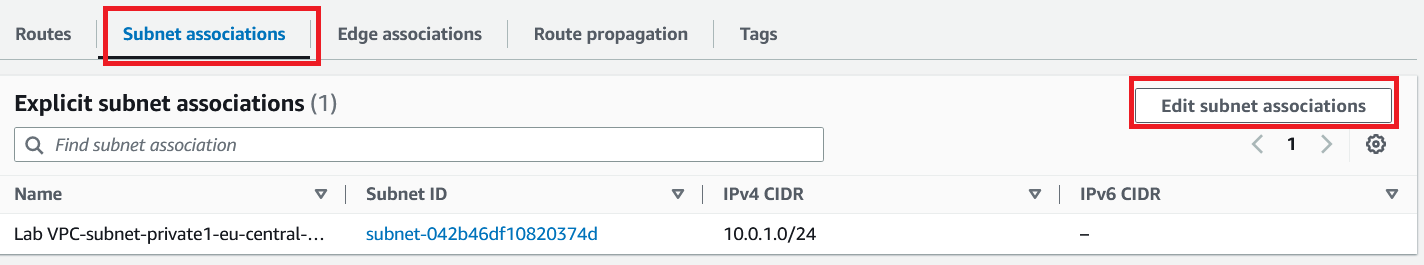 Routes Subnet associations Edge associations Route propagation Tags
Explicit subnet associations (1) Edit subnet associations
Find subnet association 1
Name Subnet ID IPv4 CIDR IPv6 CIDR
Lab VPC-subnet-private1-eu-central-... subnet-042b46df10820374d 10.0.1.0/24 –